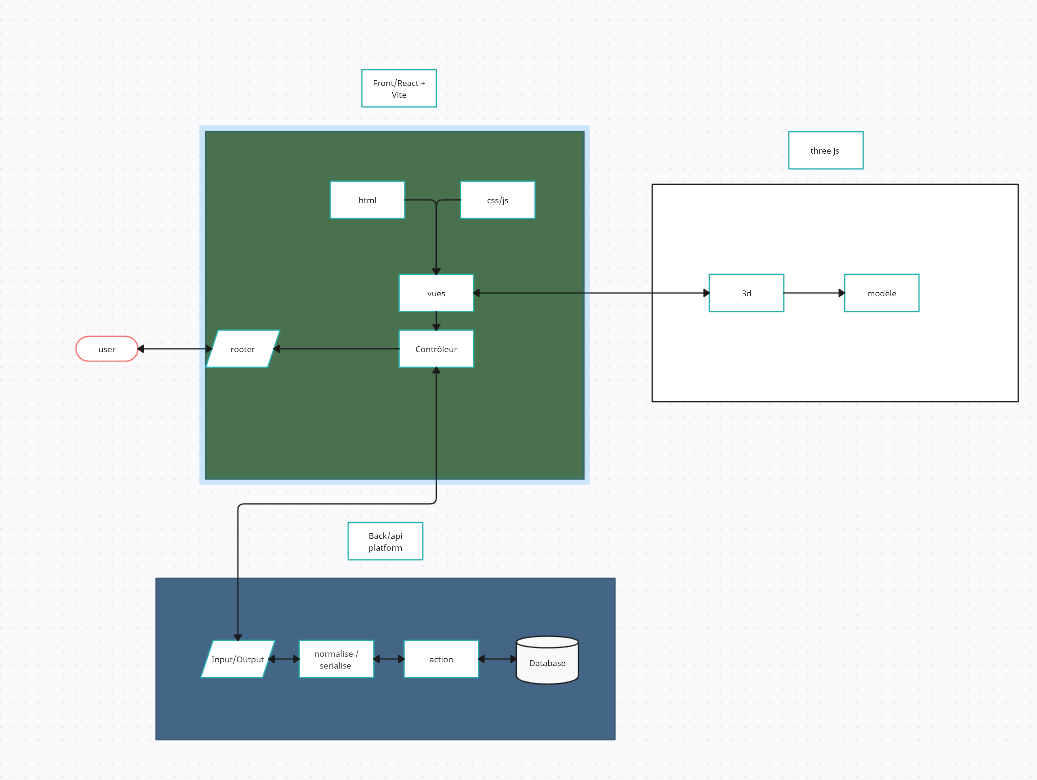 Front/React +
Vite
three js
html
css/js
vues
3d
modèle
user
rooter
Contrôleur
Back/api
platform
Input/Output
normalise /
serialise
action
Database